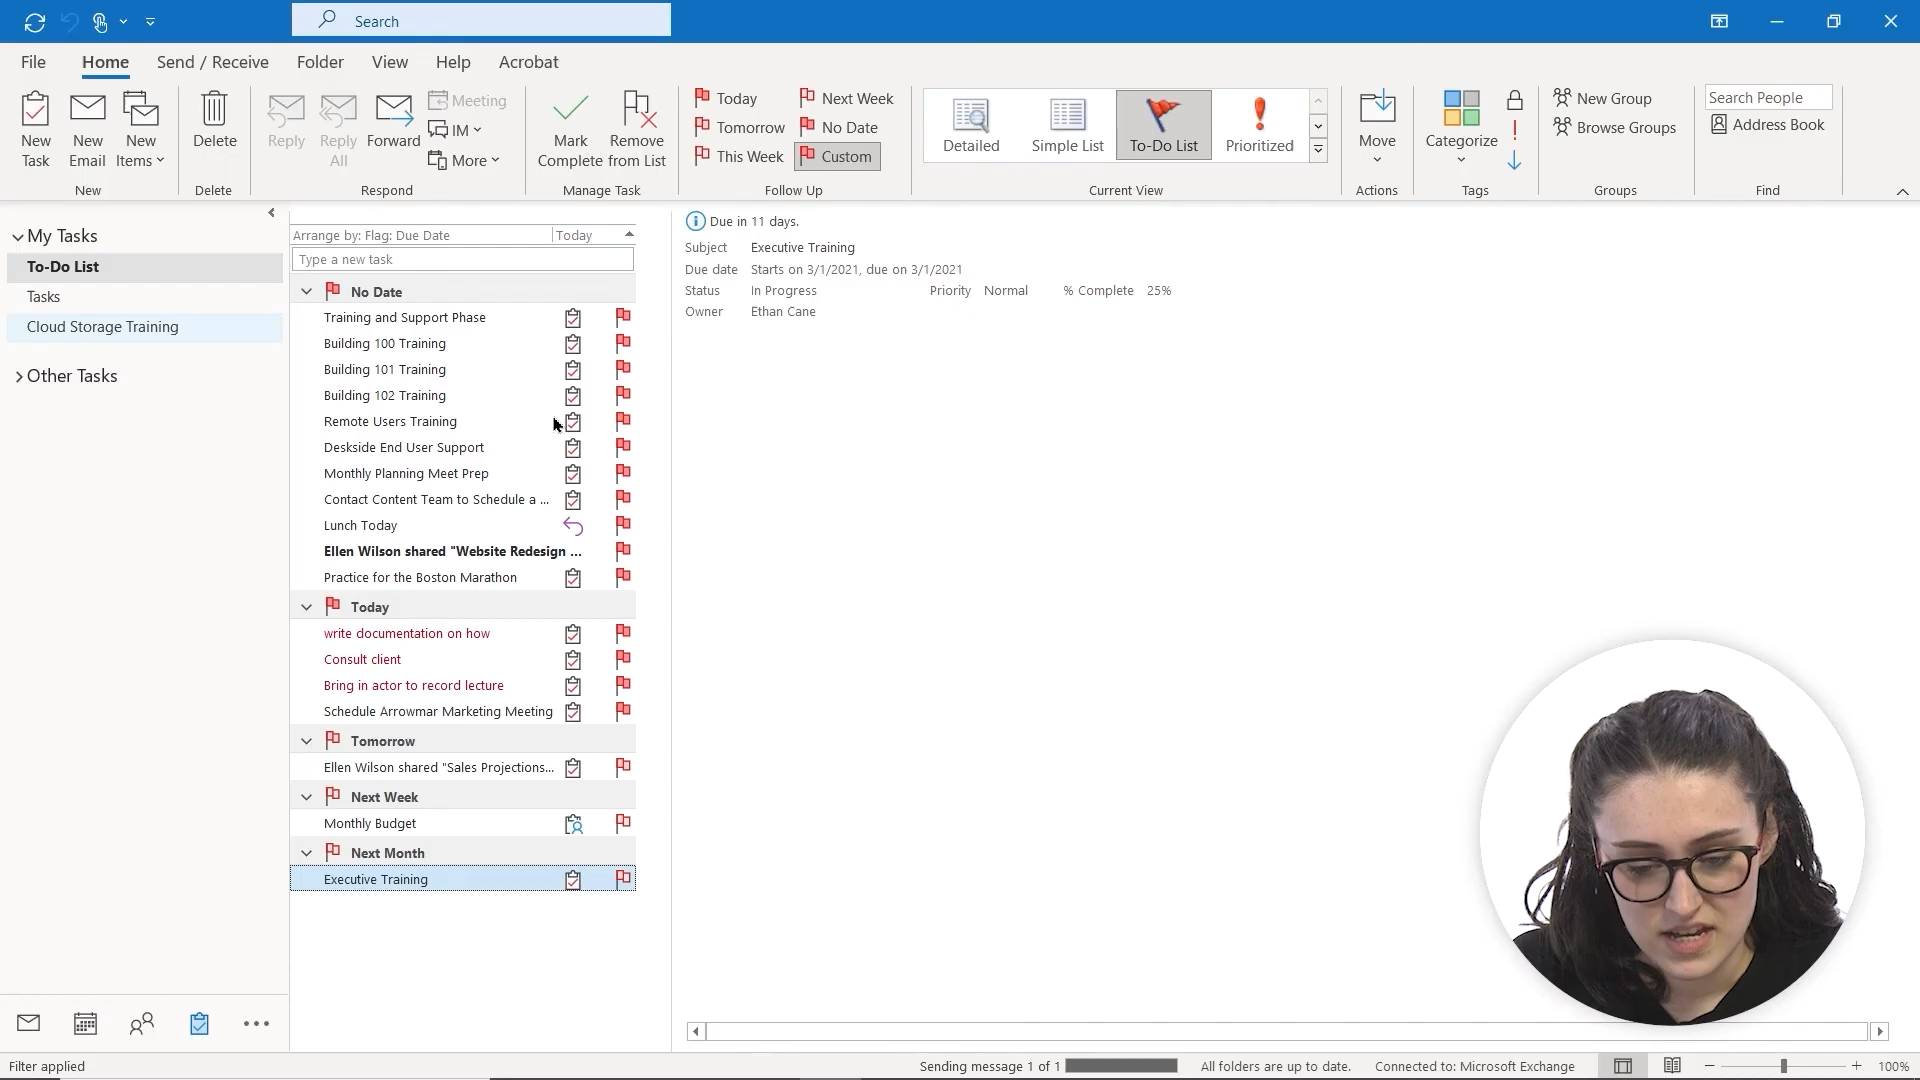 Search
File Home Send / Receive Folder View Help Acrobat
New Task
New Email
New Items
New
Delete
Delete
Reply
Reply All
Forward
Meeting
IM
More
Respond
Mark Complete
Remove from List
Manage Task
Today
Tomorrow
This Week
Next Week
No Date
Custom
Follow Up
Detailed
Simple List
To-Do List
Prioritized
Current View
Move
Actions
Categorize
Tags
New Group
Browse Groups
Groups
Search People
Address Book
Find
My Tasks
To-Do List
Tasks
Cloud Storage Training
Other Tasks
Arrange by: Flag: Due Date Today
Type a new task
No Date
Training and Support Phase
Building 100 Training
Building 101 Training
Building 102 Training
Remote Users Training
Deskside End User Support
Monthly Planning Meet Prep
Contact Content Team to Schedule a ...
Lunch Today
Ellen Wilson shared "Website Redesign ...
Practice for the Boston Marathon
Today
write documentation on how
Consult client
Bring in actor to record lecture
Schedule Arrowmar Marketing Meeting
Tomorrow
Ellen Wilson shared "Sales Projections...
Next Week
Monthly Budget
Next Month
Executive Training
Due in 11 days.
Subject Executive Training
Due date Starts on 3/1/2021, due on 3/1/2021
Status In Progress Priority Normal % Complete 25%
Owner Ethan Cane
Filter applied
Sending message 1 of 1
All folders are up to date.
Connected to: Microsoft Exchange
100%